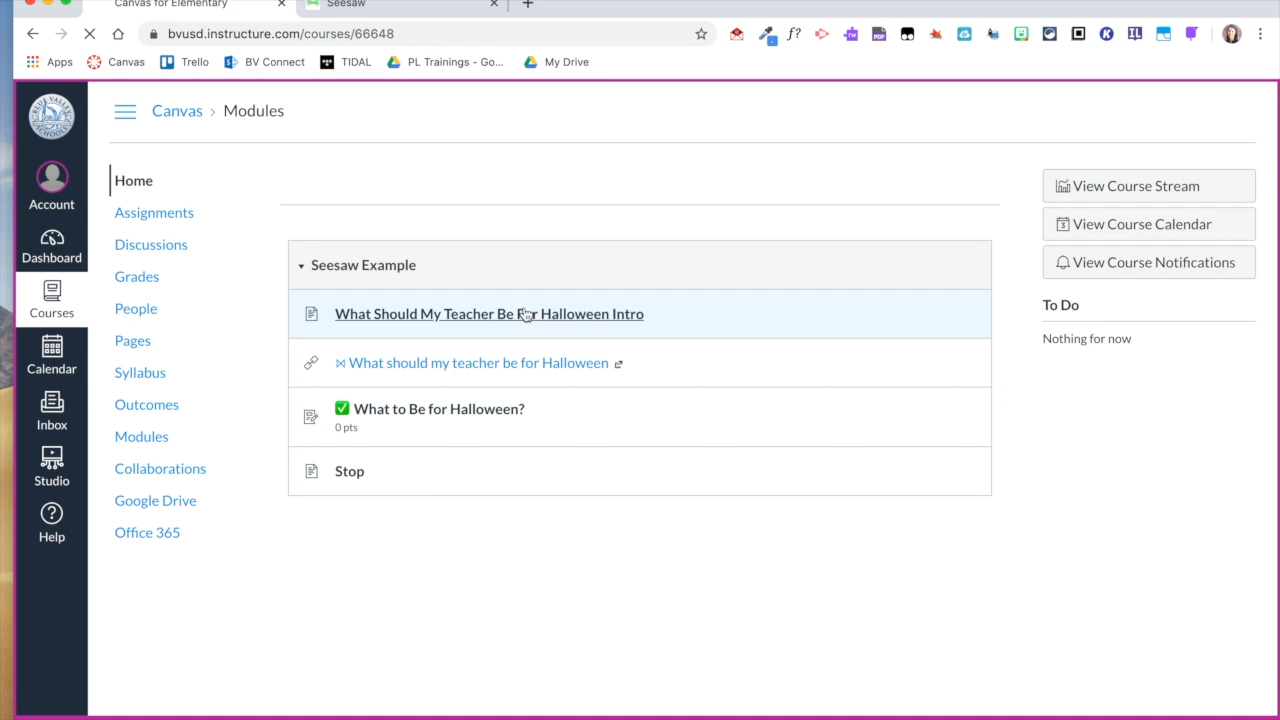 Canvas for Elementary
Seesaw
bvusd.instructure.com/courses/66648
Apps
Canvas
Trello
BV Connect
TIDAL
PL Trainings - Go...
My Drive
Canvas › Modules
Account
Dashboard
Courses
Calendar
Inbox
Studio
Help
Home
Assignments
Discussions
Grades
People
Pages
Syllabus
Outcomes
Modules
Collaborations
Google Drive
Office 365
Seesaw Example
What Should My Teacher Be For Halloween Intro
What should my teacher be for Halloween
✅ What to Be for Halloween?
0 pts
Stop
View Course Stream
View Course Calendar
View Course Notifications
To Do
Nothing for now